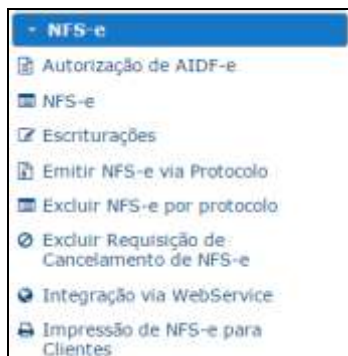 NFS-e
Autorização de AIDF-e
NFS-e
Escriturações
Emitir NFS-e via Protocolo
Excluir NFS-e por protocolo
Excluir Requisição de
Cancelamento de NFS-e
Integração via WebService
Impressão de NFS-e para
Clientes